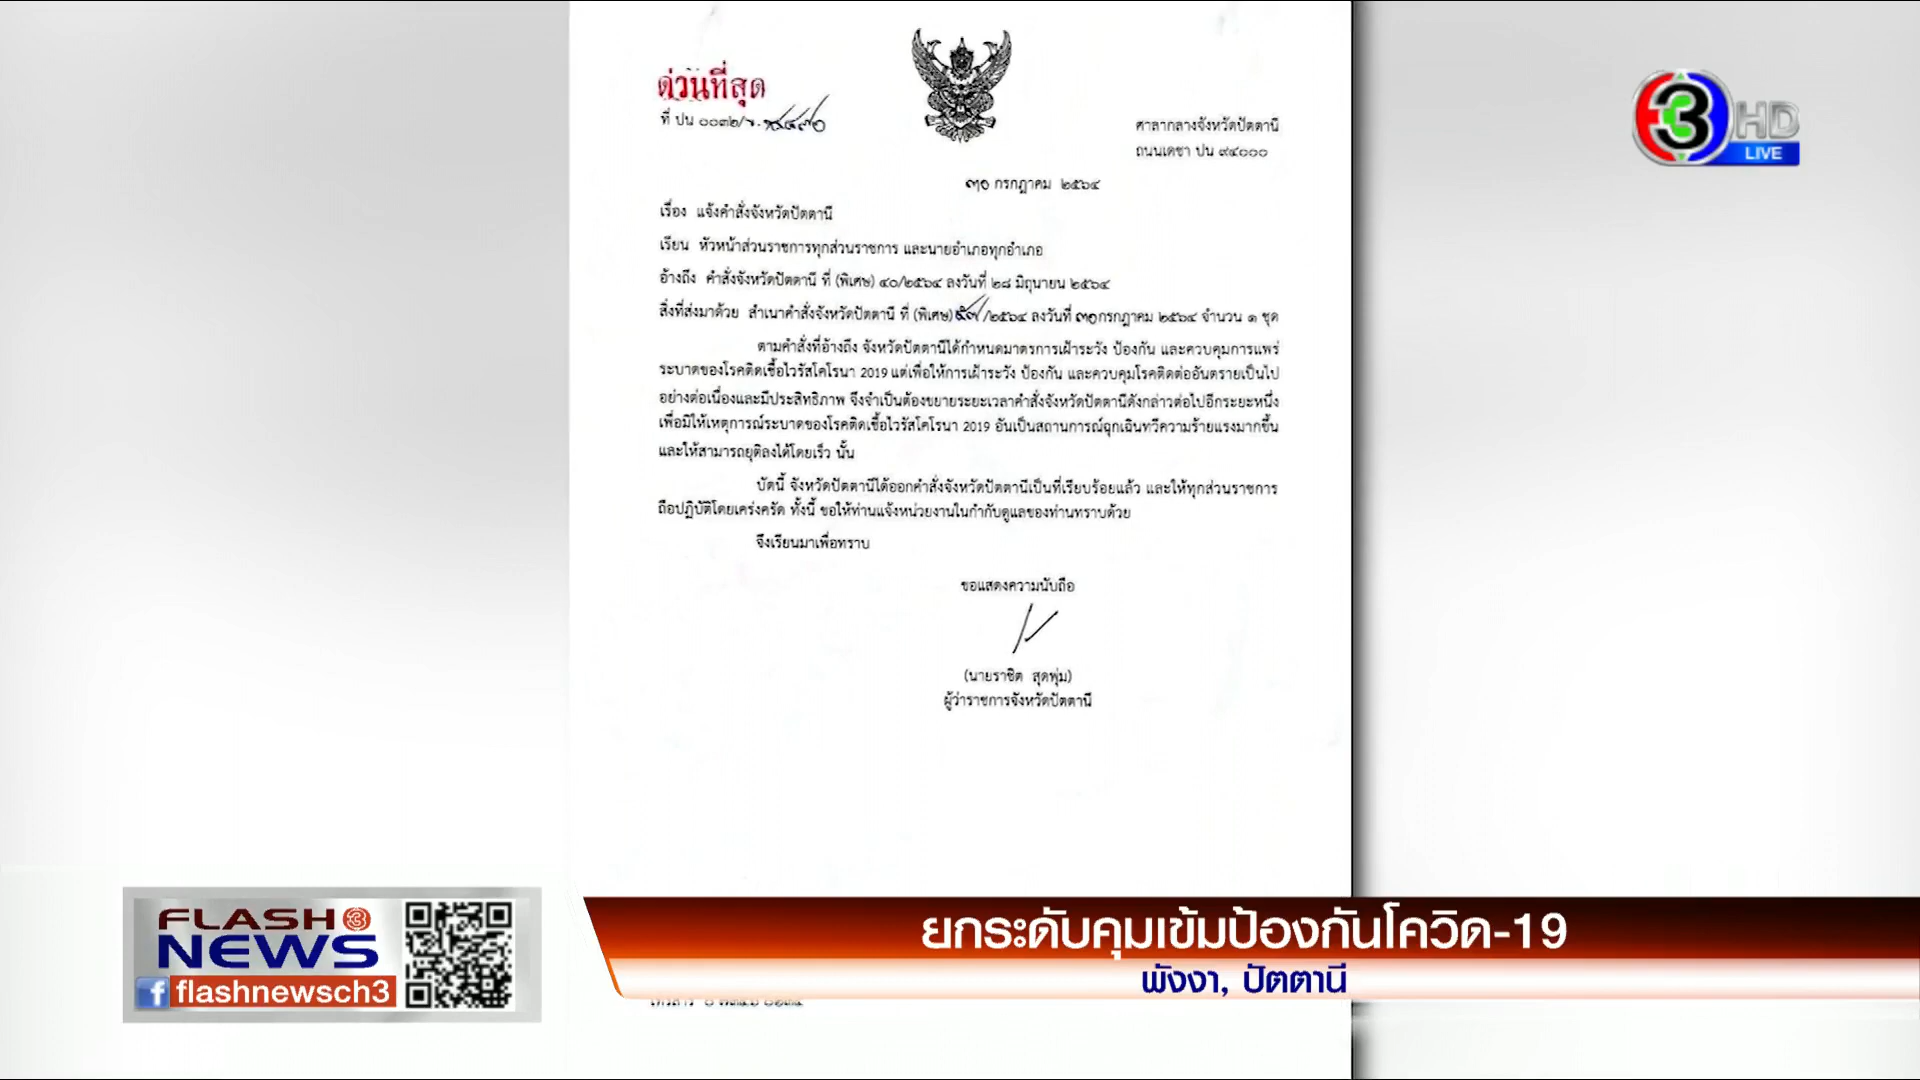 ด่วนที่สุด
ที่ ปน ๐๐๓๒/ว.
ศาลากลางจังหวัดปัตตานี
ถนนเดชา ปน ๙๔๐๐๐
๓๐ กรกฎาคม ๒๕๖๔
เรื่อง แจ้งคำสั่งจังหวัดปัตตานี
เรียน หัวหน้าส่วนราชการทุกส่วนราชการ และนายอำเภอทุกอำเภอ
อ้างถึง คำสั่งจังหวัดปัตตานี ที่ (พิเศษ) ๔๐/๒๕๖๔ ลงวันที่ ๒๘ มิถุนายน ๒๕๖๔
สิ่งที่ส่งมาด้วย สำเนาคำสั่งจังหวัดปัตตานี ที่ (พิเศษ) ๕๗/๒๕๖๔ ลงวันที่ ๓๐ กรกฎาคม ๒๕๖๔ จำนวน ๑ ชุด
ตามคำสั่งที่อ้างถึง จังหวัดปัตตานีได้กำหนดมาตรการเฝ้าระวัง ป้องกัน และควบคุมการแพร่
ระบาดของโรคติดเชื้อไวรัสโคโรนา 2019 แต่เพื่อให้การเฝ้าระวัง ป้องกัน และควบคุมโรคติดต่ออันตรายเป็นไป
อย่างต่อเนื่องและมีประสิทธิภาพ จึงจำเป็นต้องขยายระยะเวลาคำสั่งจังหวัดปัตตานีดังกล่าวต่อไปอีกระยะหนึ่ง
เพื่อมิให้เหตุการณ์ระบาดของโรคติดเชื้อไวรัสโคโรนา 2019 อันเป็นสถานการณ์ฉุกเฉินทวีความร้ายแรงมากขึ้น
และให้สามารถยุติลงได้โดยเร็ว นั้น
บัดนี้ จังหวัดปัตตานีได้ออกคำสั่งจังหวัดปัตตานีเป็นที่เรียบร้อยแล้ว และให้ทุกส่วนราชการ
ถือปฏิบัติโดยเคร่งครัด ทั้งนี้ ขอให้ท่านแจ้งหน่วยงานในกำกับดูแลของท่านทราบด้วย
จึงเรียนมาเพื่อทราบ
ขอแสดงความนับถือ
(นายราชิต สุดพุ่ม)
ผู้ว่าราชการจังหวัดปัตตานี
3 HD
LIVE
FLASH 3
NEWS
flashnewsch3
ยกระดับคุมเข้มป้องกันโควิด-19
พังงา, ปัตตานี